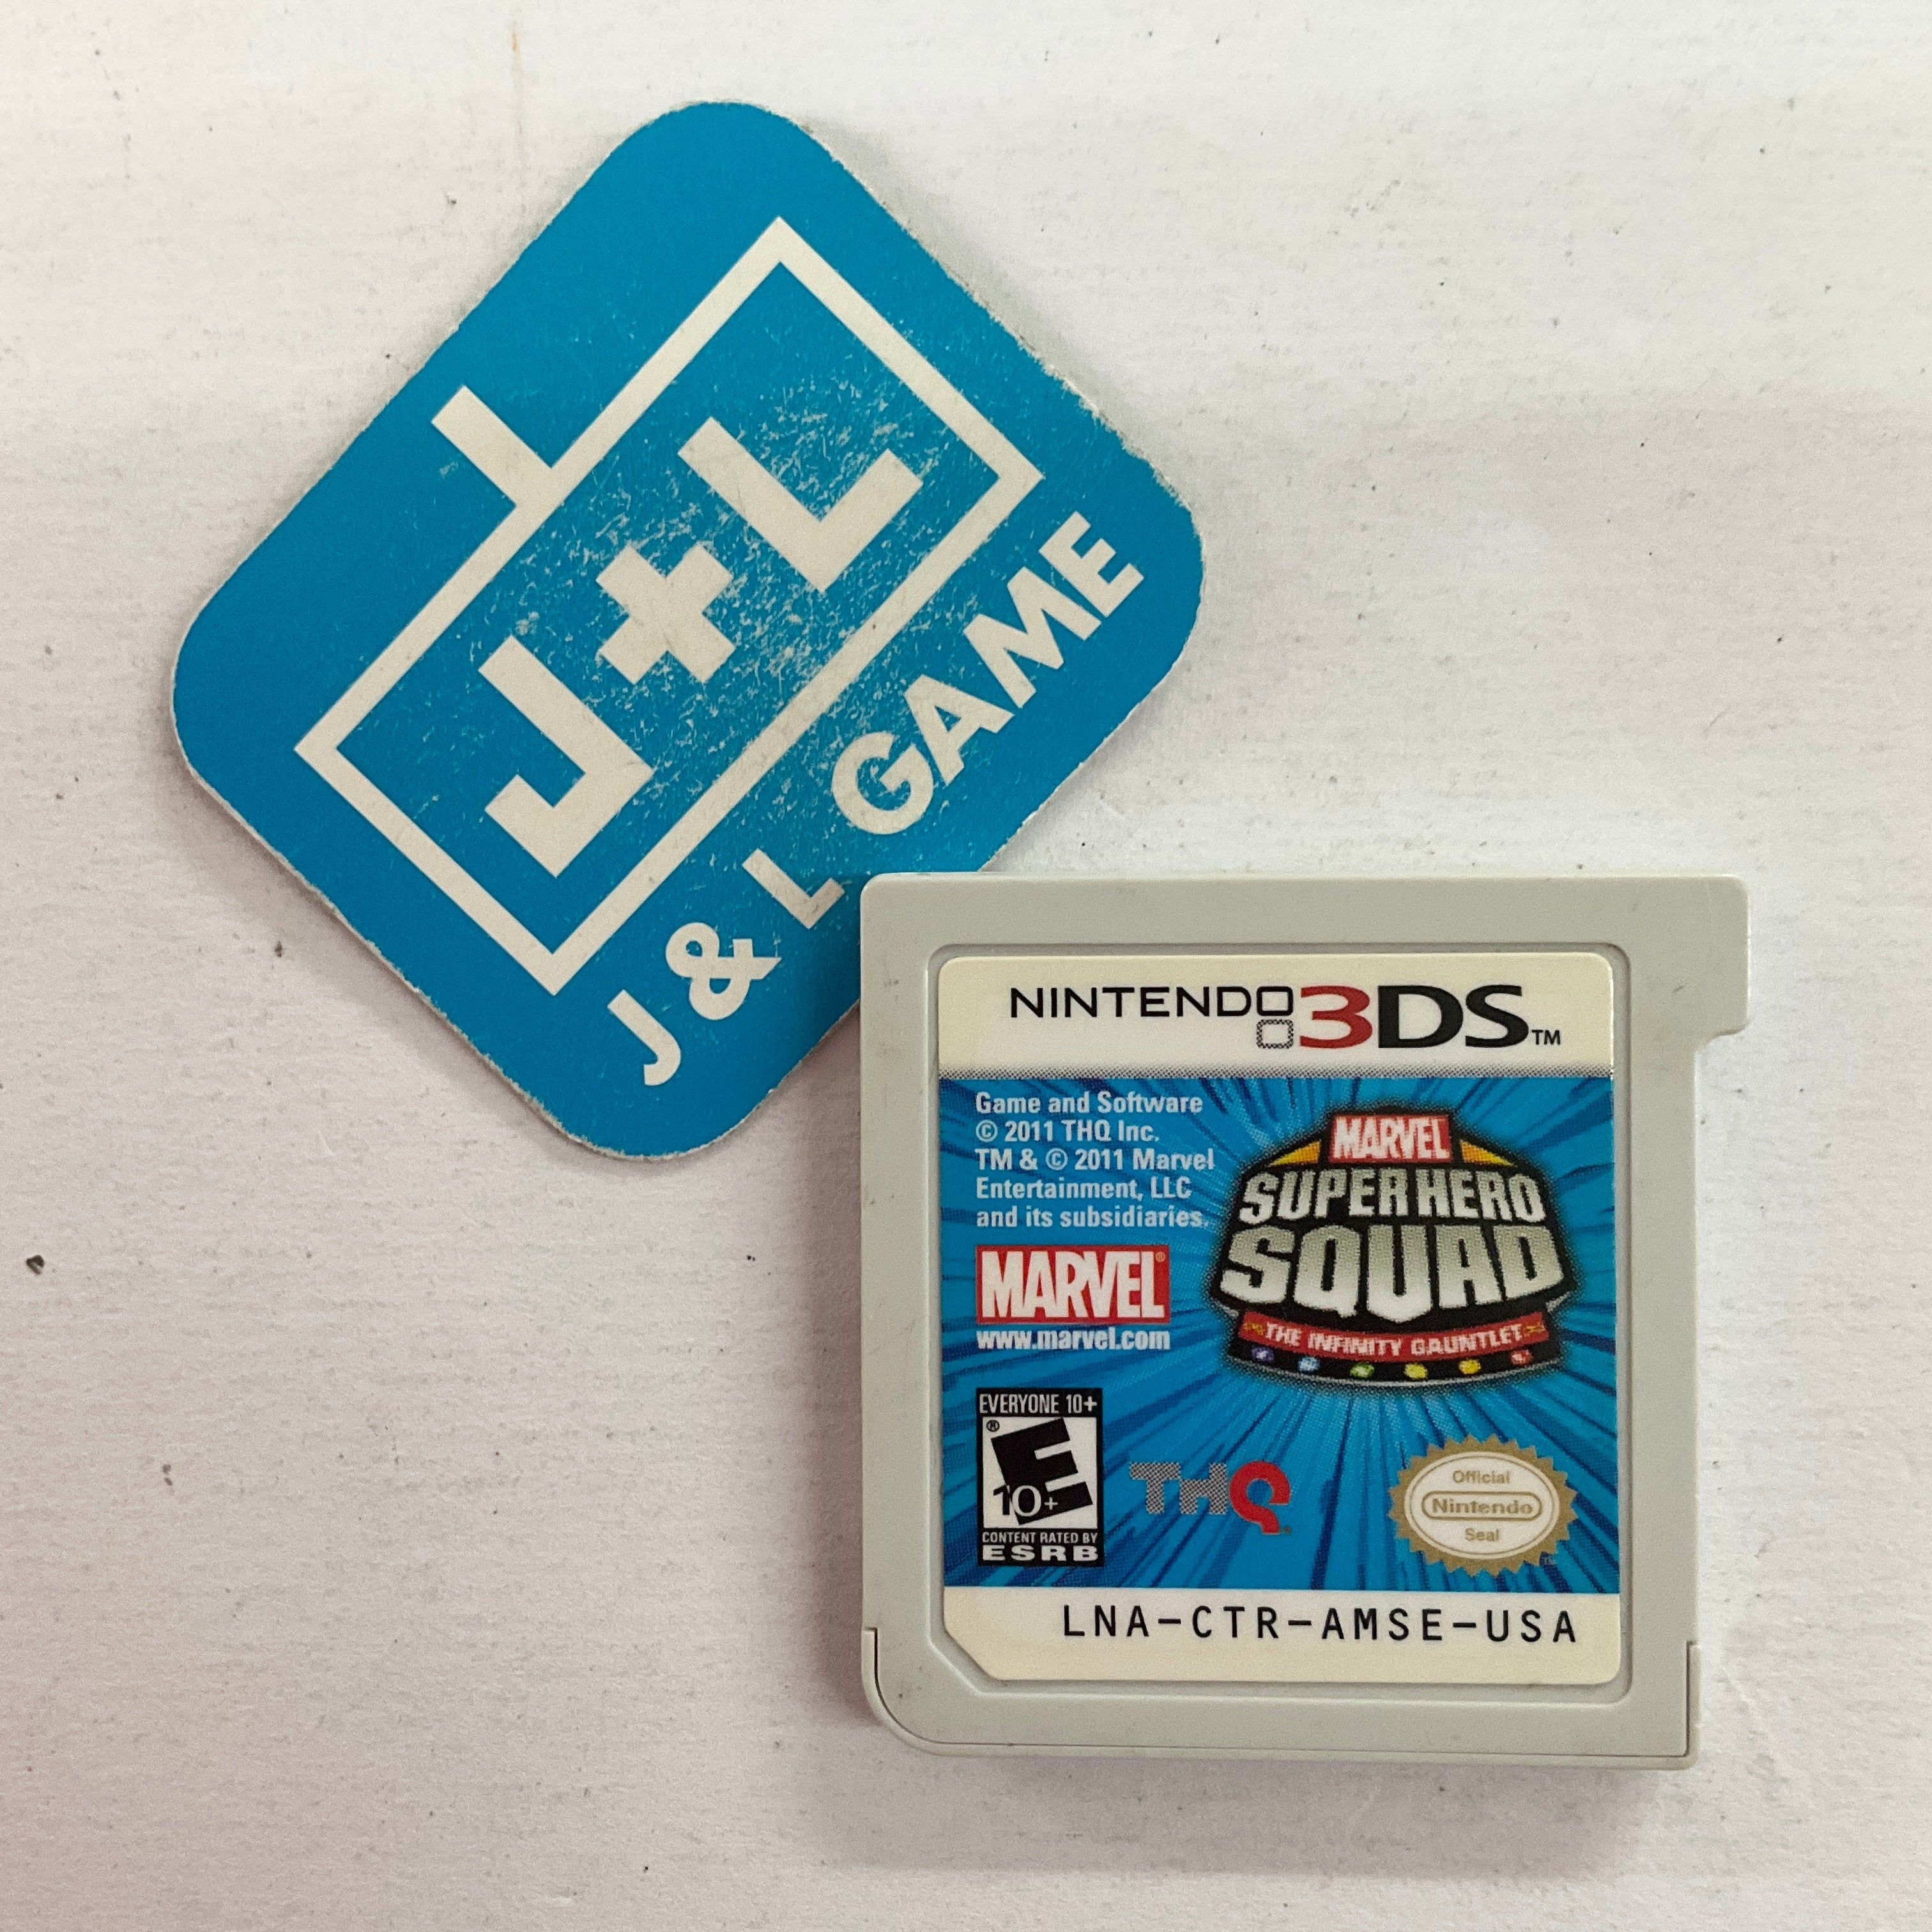 J+L
J & L GAME
NINTENDO 3DS™
Game and Software
© 2011 THQ Inc.
TM & © 2011 Marvel
Entertainment, LLC
and its subsidiaries.
MARVEL®
www.marvel.com
MARVEL
SUPER HERO
SQUAD
THE INFINITY GAUNTLET
EVERYONE 10+
E
10+
®
CONTENT RATED BY
ESRB
THQ
Official
Nintendo
Seal
LNA-CTR-AMSE-USA